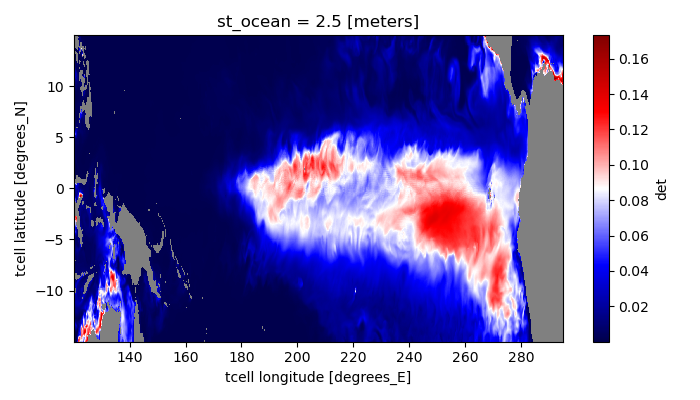 st_ocean = 2.5 [meters]
10
5
0
−5
−10
tcell latitude [degrees_N]
140 160 180 200 220 240 260 280
tcell longitude [degrees_E]
0.16
0.14
0.12
0.10
0.08
0.06
0.04
0.02
det